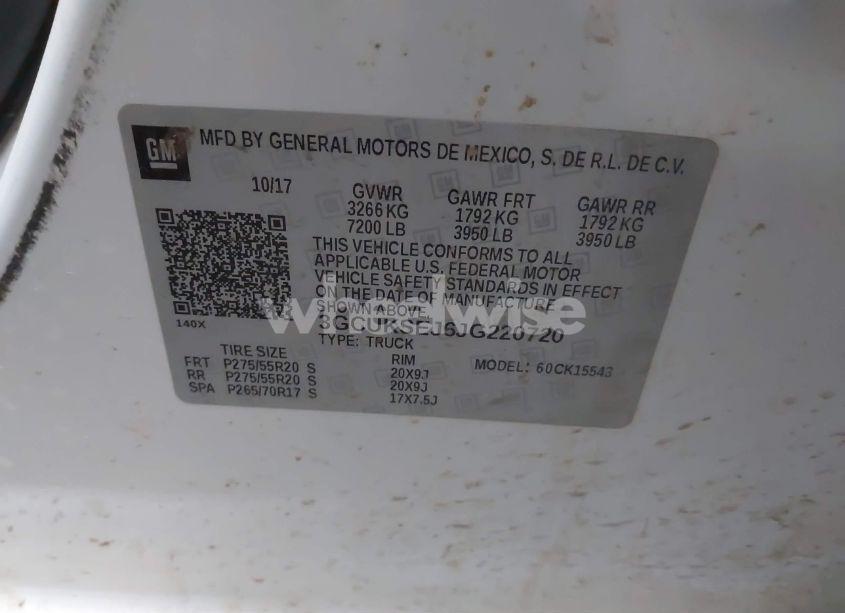 GM
MFD BY GENERAL MOTORS DE MEXICO, S. DE R.L. DE C.V.
10/17 GVWR GAWR FRT GAWR RR
3266 KG 1792 KG 1792 KG
7200 LB 3950 LB 3950 LB
THIS VEHICLE CONFORMS TO ALL
APPLICABLE U.S. FEDERAL MOTOR
VEHICLE SAFETY STANDARDS IN EFFECT
ON THE DATE OF MANUFACTURE
SHOWN ABOVE.
wheelwise
140X
3GCUKSEJ5JG220720
TYPE: TRUCK
TIRE SIZE RIM MODEL: 60CK15543
FRT P275/55R20 S 20X9J
RR P275/55R20 S 20X9J
SPA P265/70R17 S 17X7.5J